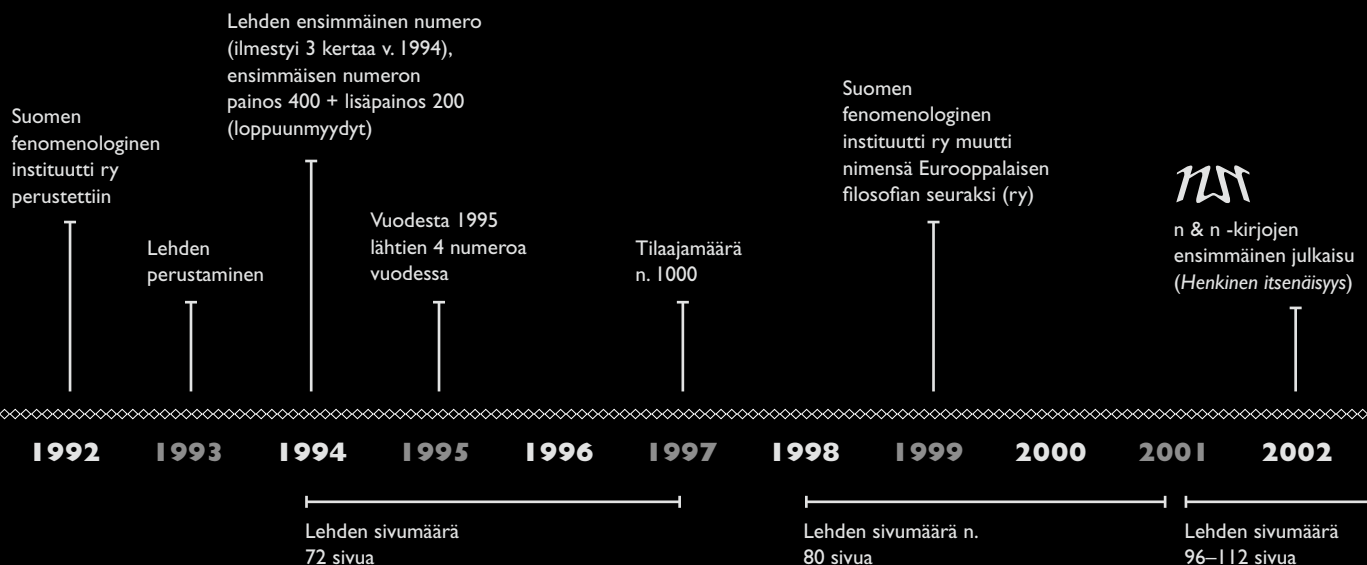 Suomen
fenomenologinen
instituutti ry
perustettiin
Lehden
perustaminen
Lehden ensimmäinen numero
(ilmestyi 3 kertaa v. 1994),
ensimmäisen numeron
painos 400 + lisäpainos 200
(loppuunmyydyt)
Vuodesta 1995
lähtien 4 numeroa
vuodessa
Tilaajamäärä
n. 1000
Suomen
fenomenologinen
instituutti ry muutti
nimensä Eurooppalaisen
filosofian seuraksi (ry)
n & n -kirjojen
ensimmäinen julkaisu
(Henkinen itsenäisyys)
1992 1993 1994 1995 1996 1997 1998 1999 2000 2001 2002
Lehden sivumäärä
72 sivua
Lehden sivumäärä n.
80 sivua
Lehden sivumäärä
96–112 sivua